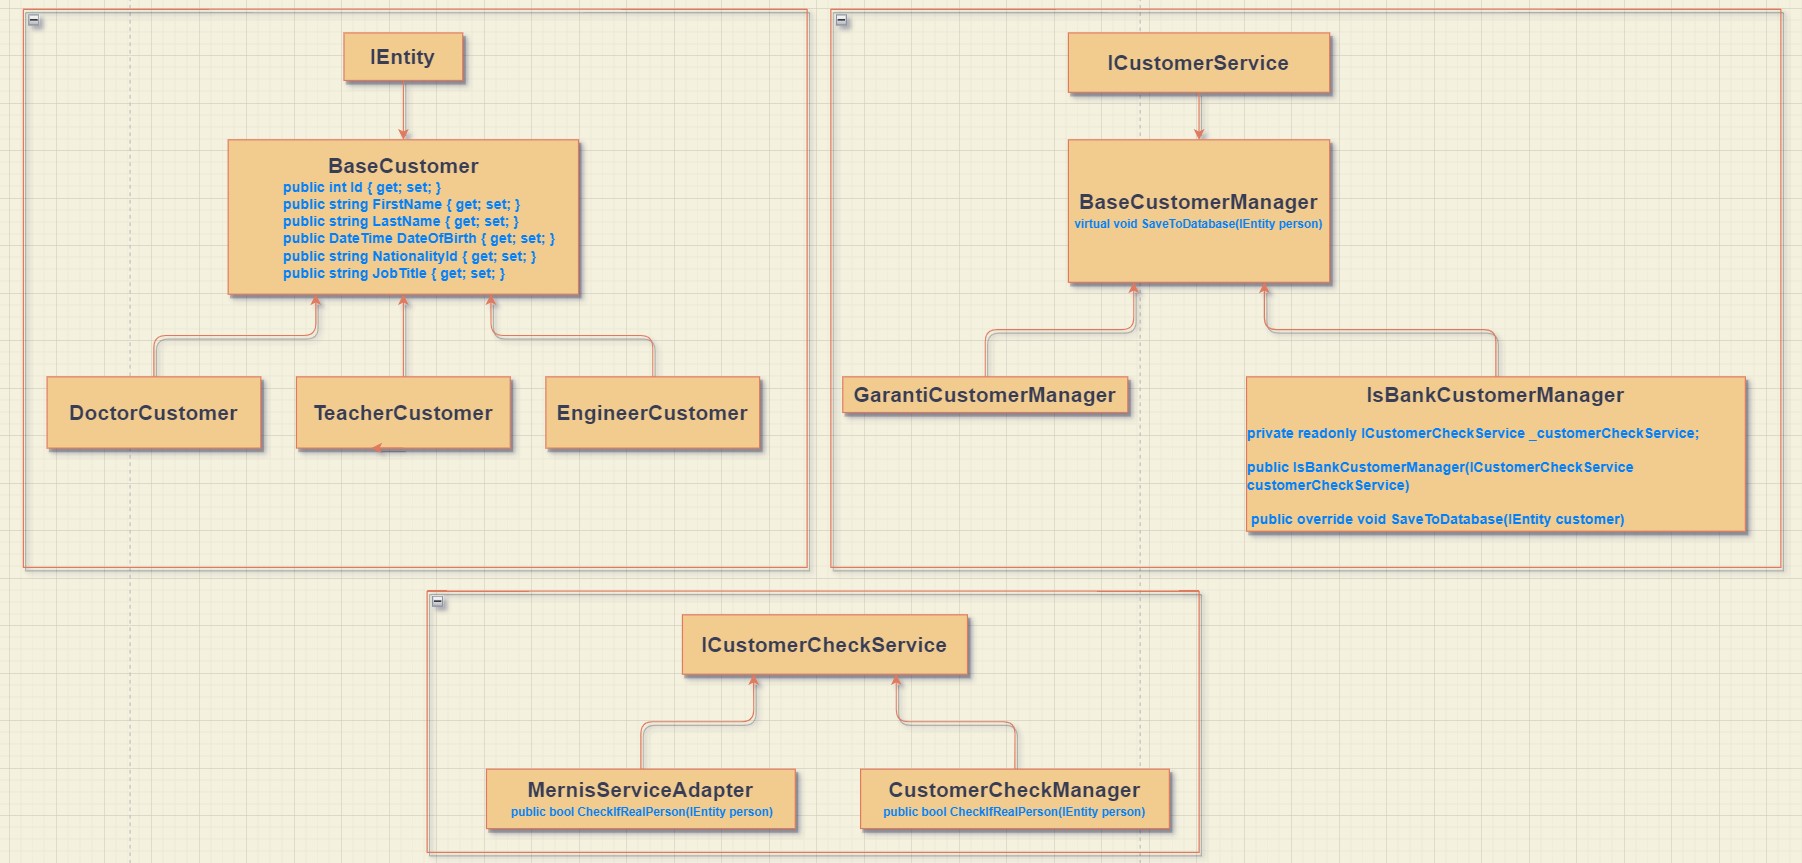 IEntity
BaseCustomer
public int Id { get; set; }
public string FirstName { get; set; }
public string LastName { get; set; }
public DateTime DateOfBirth { get; set; }
public string NationalityId { get; set; }
public string JobTitle { get; set; }
DoctorCustomer
TeacherCustomer
EngineerCustomer
ICustomerService
BaseCustomerManager
virtual void SaveToDatabase(IEntity person)
GarantiCustomerManager
IsBankCustomerManager
private readonly ICustomerCheckService _customerCheckService;
public IsBankCustomerManager(ICustomerCheckService
customerCheckService)
public override void SaveToDatabase(IEntity customer)
ICustomerCheckService
MernisServiceAdapter
public bool CheckIfRealPerson(IEntity person)
CustomerCheckManager
public bool CheckIfRealPerson(IEntity person)